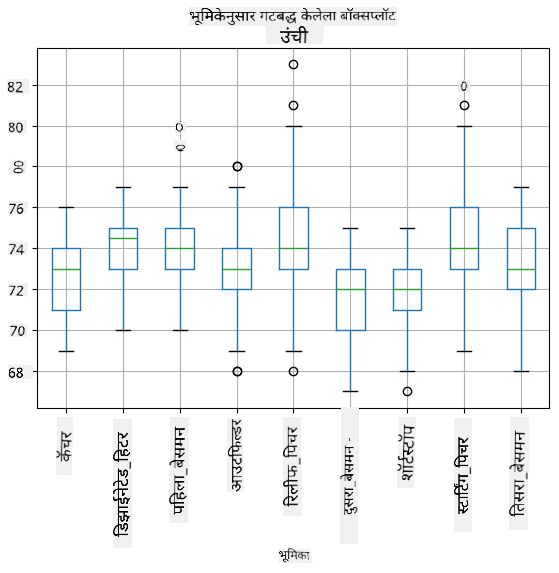 भूमिकेनुसार गटबद्ध केलेला बॉक्सप्लॉट
उंची
82
80
00
76
74
72
70
68
कॅचर
डिझाईनेटेड_हिटर
पहिला_बेसमन
आउटफिल्डर
रिलीफ_पिचर
दुसरा_बेसमन -
शॉर्टस्टॉप
स्टार्टिंग_पिचर
तिसरा_बेसमन
भूमिका